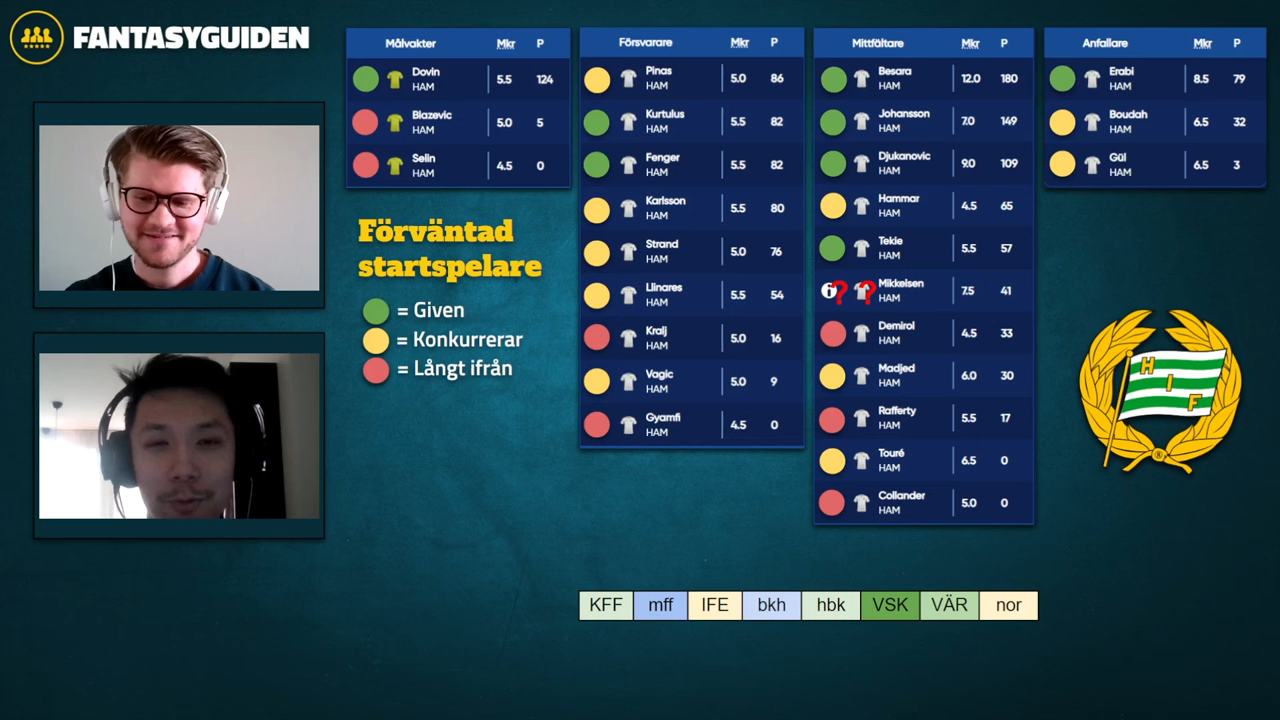 FANTASYGUIDEN
Målvakter Mkr P
Dovin HAM 5.5 124
Blazevic HAM 5.0 5
Selin HAM 4.5 0
Försvarare Mkr P
Pinas HAM 5.0 86
Kurtulus HAM 5.5 82
Fenger HAM 5.5 82
Karlsson HAM 5.5 80
Strand HAM 5.0 76
Llinares HAM 5.5 54
Kralj HAM 5.0 16
Vagic HAM 5.0 9
Gyamfi HAM 4.5 0
Mittfältare Mkr P
Besara HAM 12.0 180
Johansson HAM 7.0 149
Djukanovic HAM 9.0 109
Hammar HAM 4.5 65
Tekie HAM 5.5 57
i ? ? Mikkelsen HAM 7.5 41
Demirol HAM 4.5 33
Madjed HAM 6.0 30
Rafferty HAM 5.5 17
Touré HAM 6.5 0
Collander HAM 5.0 0
Anfallare Mkr P
Erabi HAM 8.5 79
Boudah HAM 6.5 32
Gül HAM 6.5 3
Förväntad
startspelare
= Given
= Konkurrerar
= Långt ifrån
H I F
®
KFF mff IFE bkh hbk VSK VÄR nor